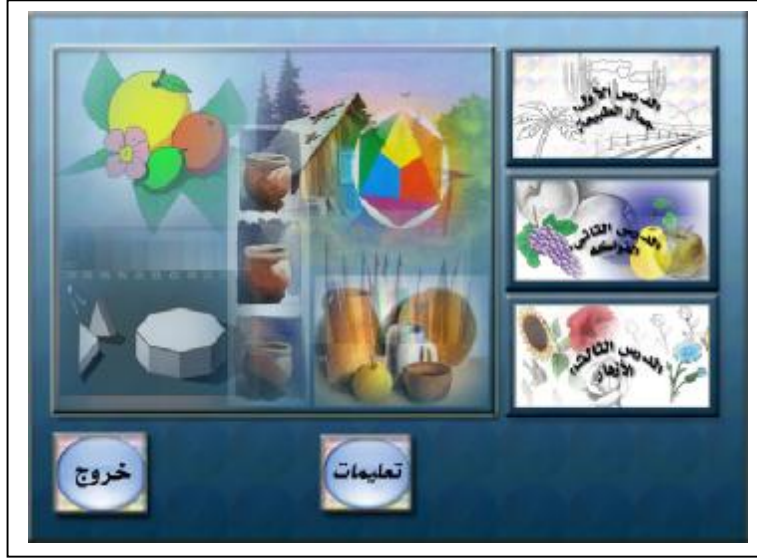 الدرس الأول
جمال الطبيعة
الدرس الثاني
الفواكه
الدرس الثالث
الأزهار
تعليمات
خروج